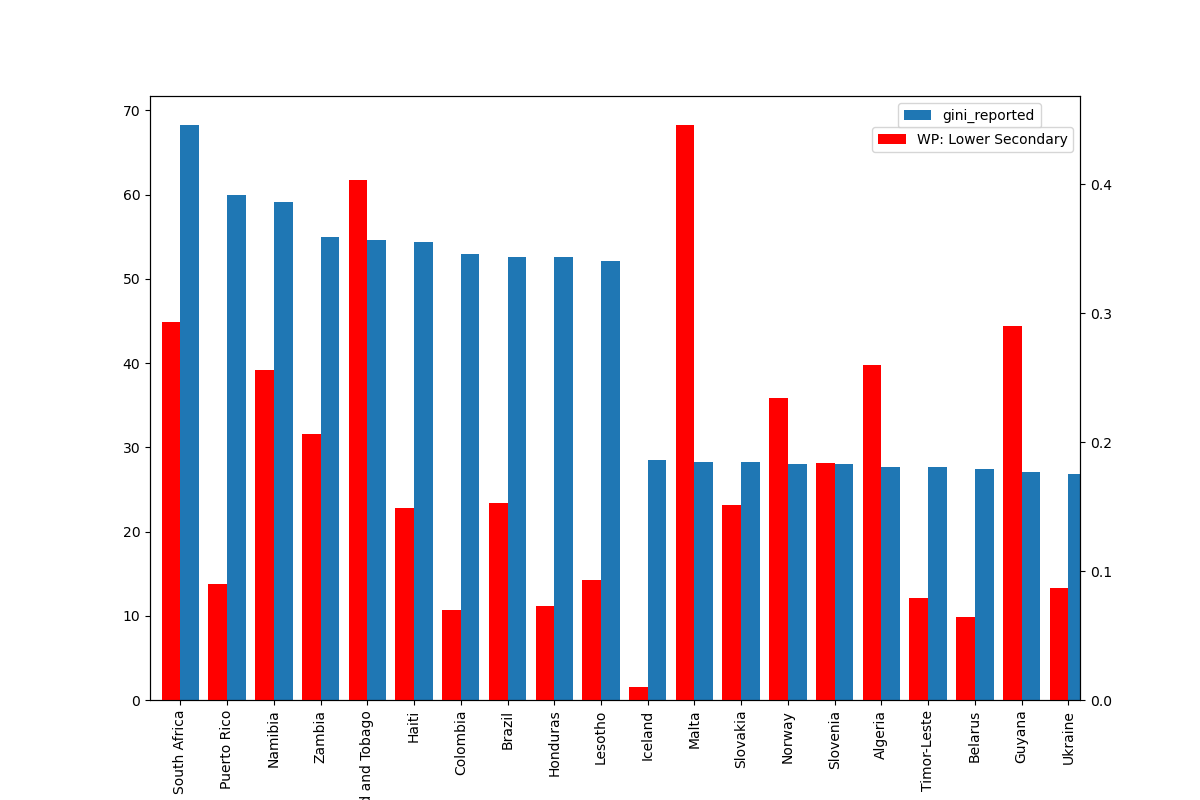 gini_reported
WP: Lower Secondary
70
60
50
40
30
20
10
0
0.4
0.3
0.2
0.1
0.0
South Africa
Puerto Rico
Namibia
Zambia
d and Tobago
Haiti
Colombia
Brazil
Honduras
Lesotho
Iceland
Malta
Slovakia
Norway
Slovenia
Algeria
Timor-Leste
Belarus
Guyana
Ukraine